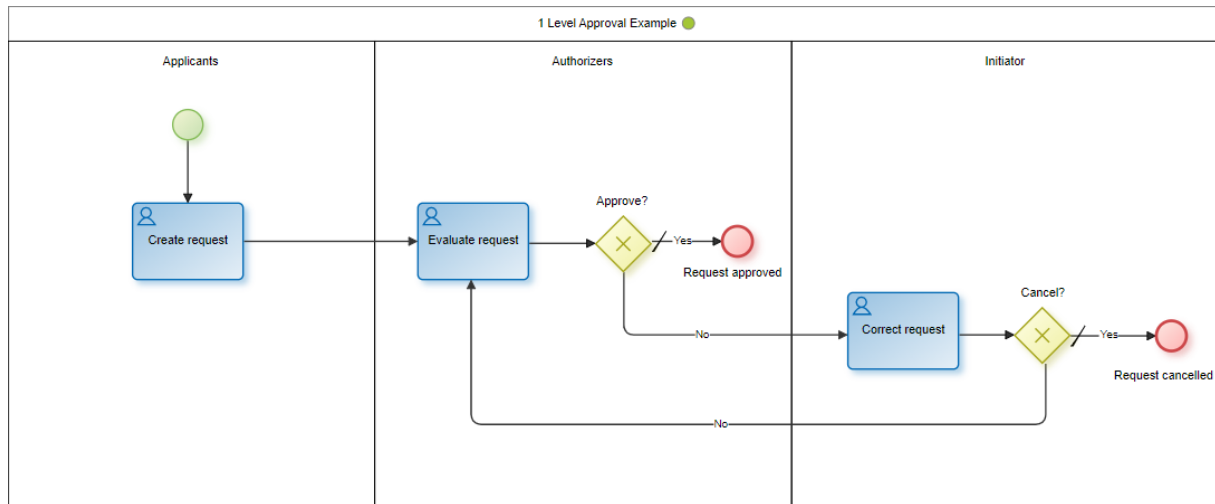 1 Level Approval Example
Applicants
Authorizers
Initiator
Create request
Evaluate request
Approve?
Yes
Request approved
No
Correct request
Cancel?
Yes
Request cancelled
No